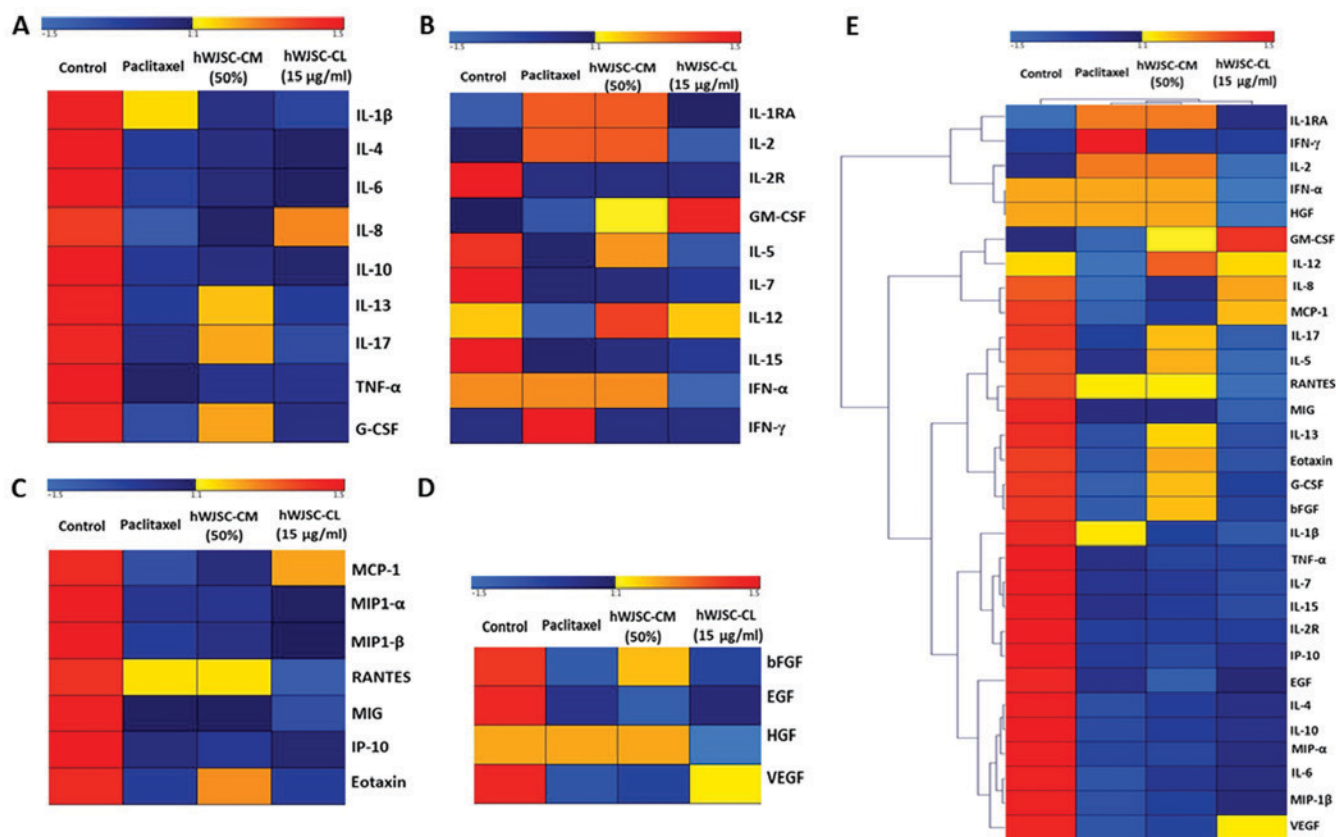 A
-1.5 1.1 1.5
Control Paclitaxel hWJSC-CM (50%) hWJSC-CL (15 µg/ml)
IL-1β
IL-4
IL-6
IL-8
IL-10
IL-13
IL-17
TNF-α
G-CSF
B
-1.5 1.1 1.5
Control Paclitaxel hWJSC-CM (50%) hWJSC-CL (15 µg/ml)
IL-1RA
IL-2
IL-2R
GM-CSF
IL-5
IL-7
IL-12
IL-15
IFN-α
IFN-γ
C
-1.5 1.1 1.5
Control Paclitaxel hWJSC-CM (50%) hWJSC-CL (15 µg/ml)
MCP-1
MIP1-α
MIP1-β
RANTES
MIG
IP-10
Eotaxin
D
-1.5 1.1 1.5
Control Paclitaxel hWJSC-CM (50%) hWJSC-CL (15 µg/ml)
bFGF
EGF
HGF
VEGF
E
-1.5 1.1 1.5
Control Paclitaxel hWJSC-CM (50%) hWJSC-CL (15 µg/ml)
IL-1RA
IFN-γ
IL-2
IFN-α
HGF
GM-CSF
IL-12
IL-8
MCP-1
IL-17
IL-5
RANTES
MIG
IL-13
Eotaxin
G-CSF
bFGF
IL-1β
TNF-α
IL-7
IL-15
IL-2R
IP-10
EGF
IL-4
IL-10
MIP-α
IL-6
MIP-1β
VEGF